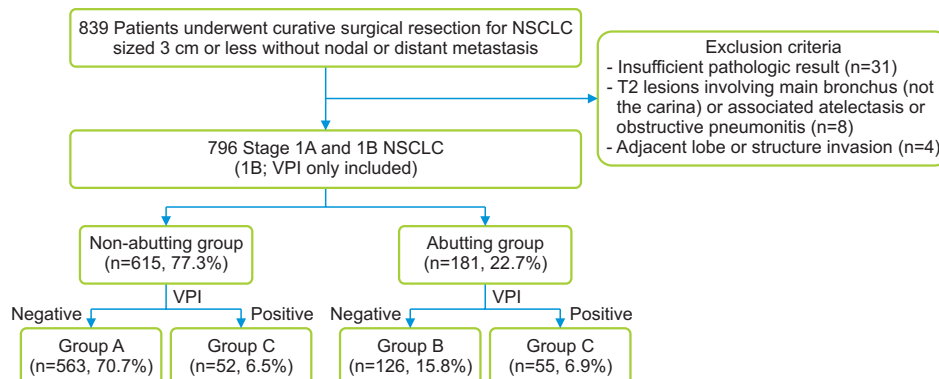 839 Patients underwent curative surgical resection for NSCLC
sized 3 cm or less without nodal or distant metastasis
Exclusion criteria
- Insufficient pathologic result (n=31)
- T2 lesions involving main bronchus (not
the carina) or associated atelectasis or
obstructive pneumonitis (n=8)
- Adjacent lobe or structure invasion (n=4)
796 Stage 1A and 1B NSCLC
(1B; VPI only included)
Non-abutting group
(n=615, 77.3%)
Abutting group
(n=181, 22.7%)
VPI
Negative
Positive
VPI
Negative
Positive
Group A
(n=563, 70.7%)
Group C
(n=52, 6.5%)
Group B
(n=126, 15.8%)
Group C
(n=55, 6.9%)